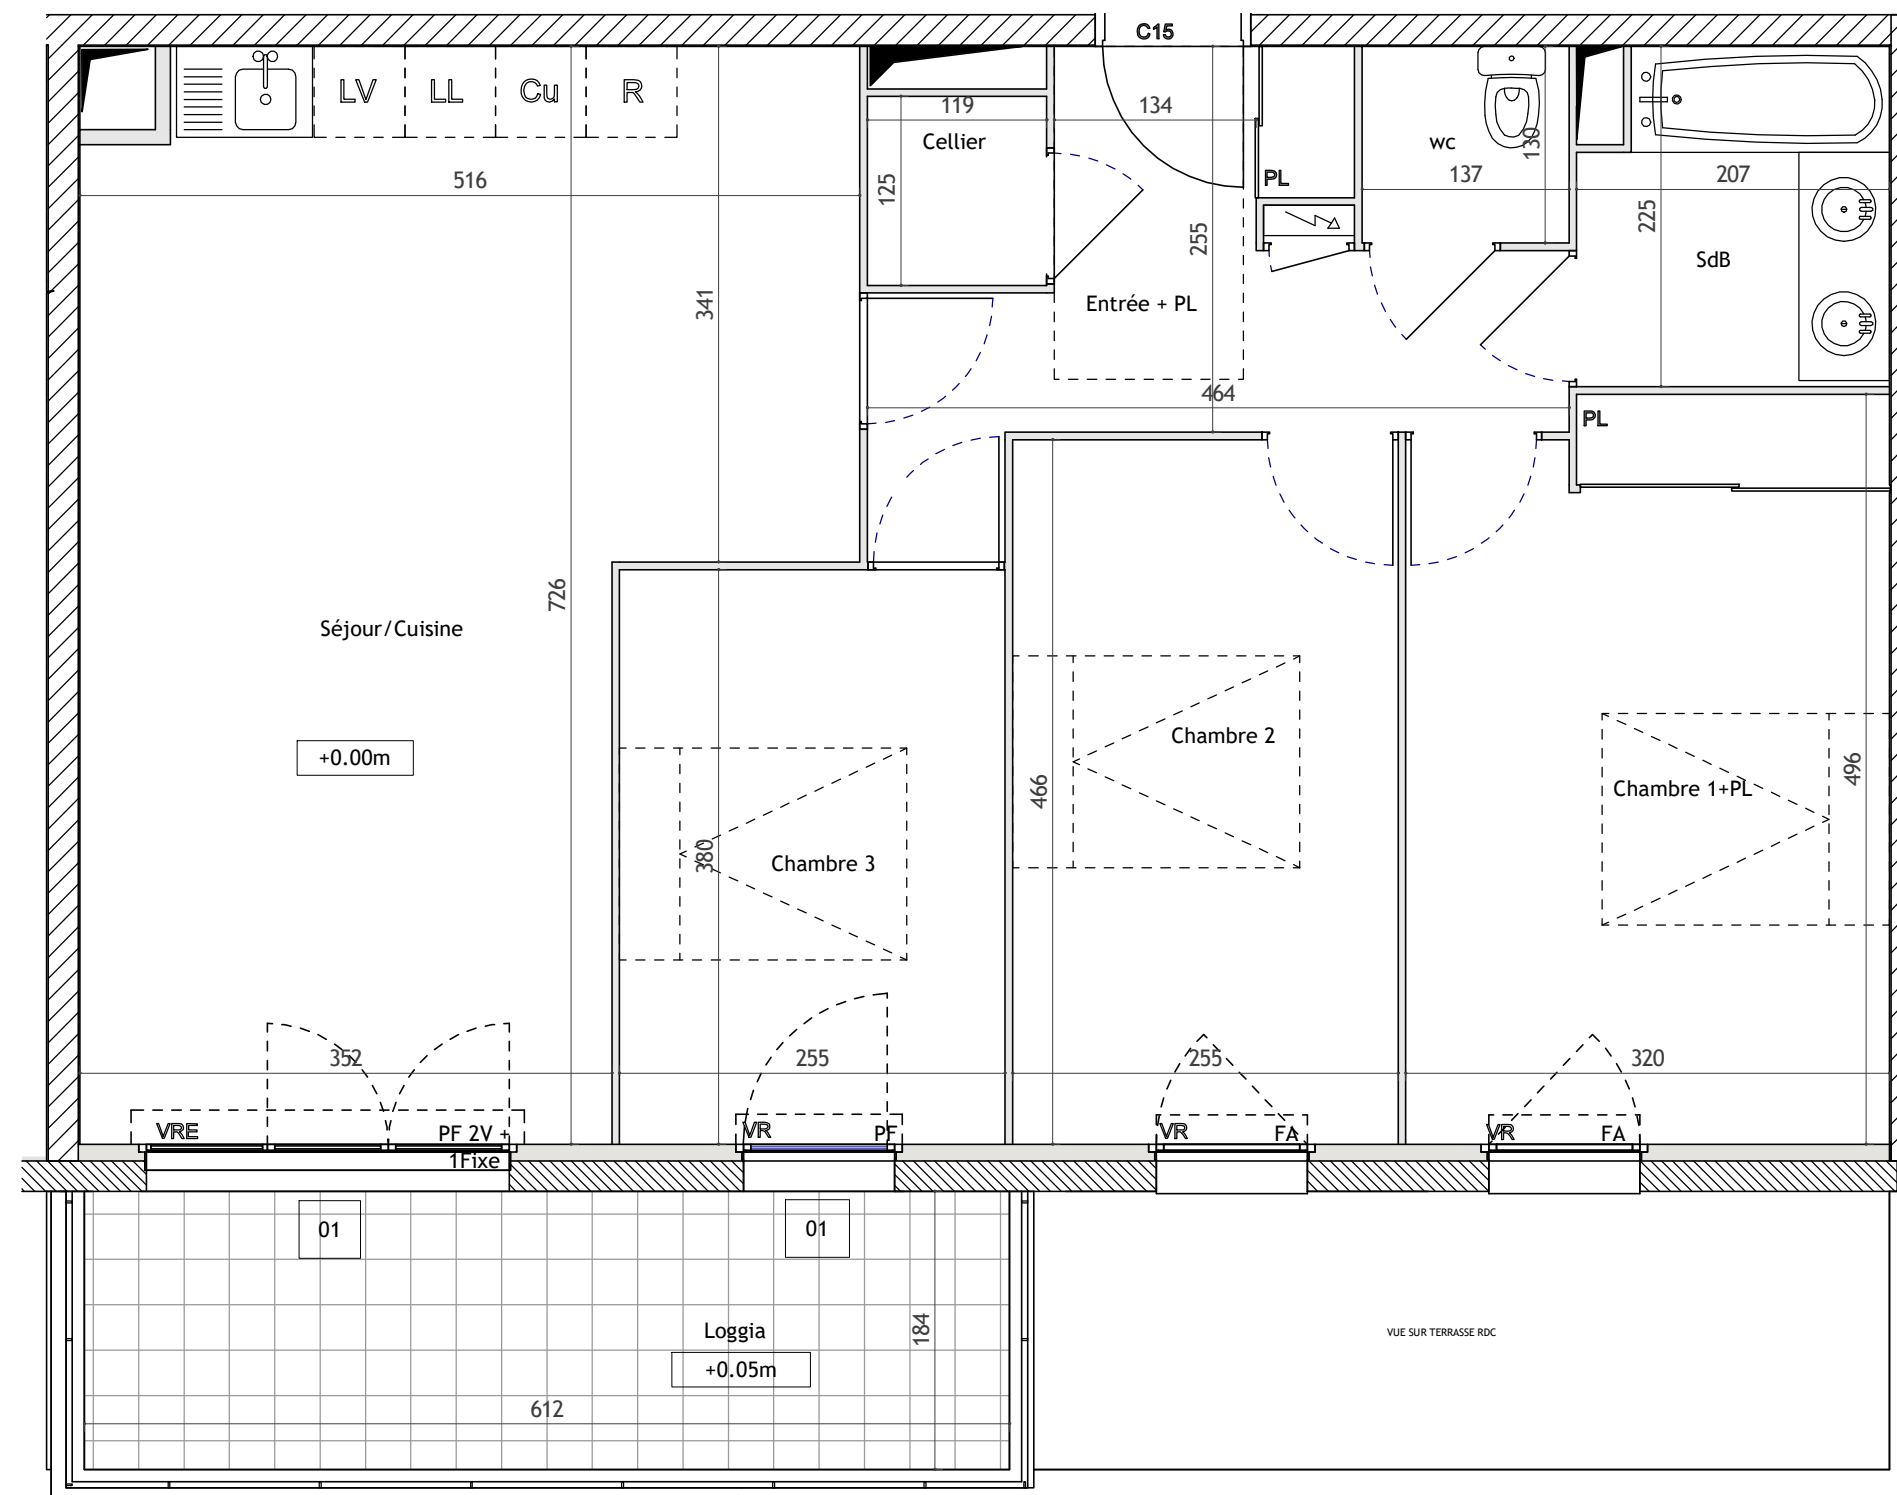 C15
LV LL Cu R
119
134
Cellier
wc
130
516
125
PL
137
207
255
225
SdB
341
Entrée + PL
464
PL
726
Séjour/Cuisine
Chambre 2
+0.00m
466
Chambre 1+PL
496
380
Chambre 3
352
255
255
320
VRE
PF 2V +
1Fixe
VR
PF
VR
FA
VR
FA
01
01
Loggia
184
+0.05m
VUE SUR TERRASSE RDC
612